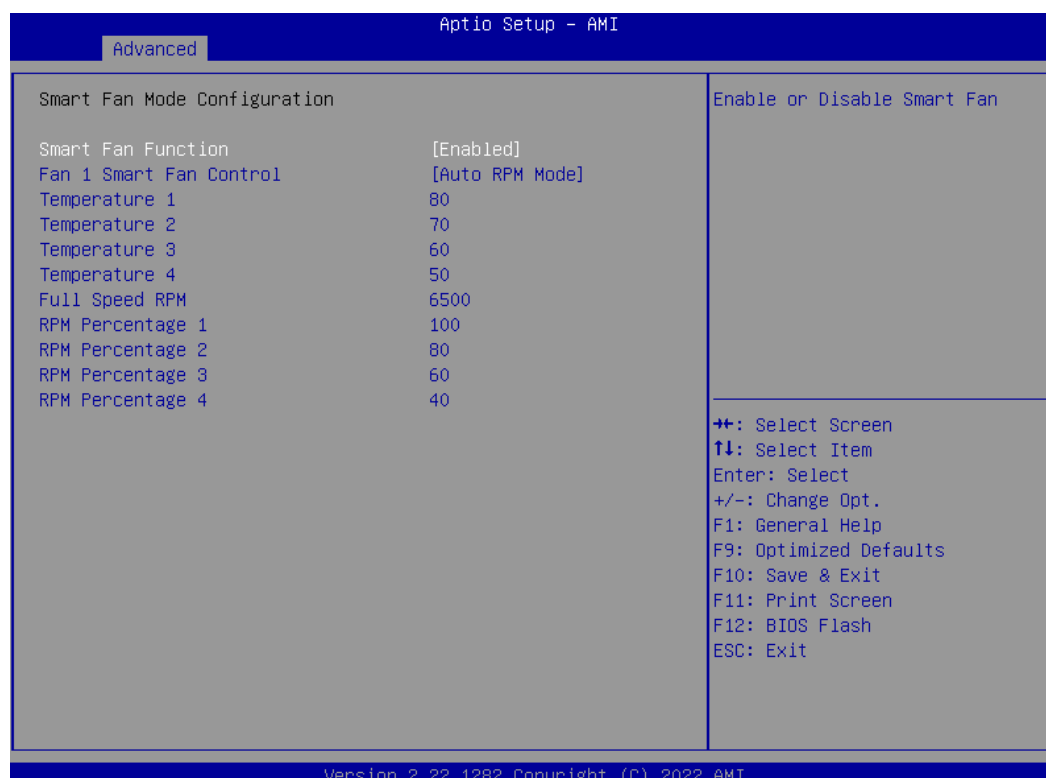 Aptio Setup – AMI
Advanced
Smart Fan Mode Configuration
Smart Fan Function [Enabled]
Fan 1 Smart Fan Control [Auto RPM Mode]
Temperature 1 80
Temperature 2 70
Temperature 3 60
Temperature 4 50
Full Speed RPM 6500
RPM Percentage 1 100
RPM Percentage 2 80
RPM Percentage 3 60
RPM Percentage 4 40
Enable or Disable Smart Fan
→←: Select Screen
↑↓: Select Item
Enter: Select
+/-: Change Opt.
F1: General Help
F9: Optimized Defaults
F10: Save & Exit
F11: Print Screen
F12: BIOS Flash
ESC: Exit
Version 2.22.1282 Copyright (C) 2022 AMI